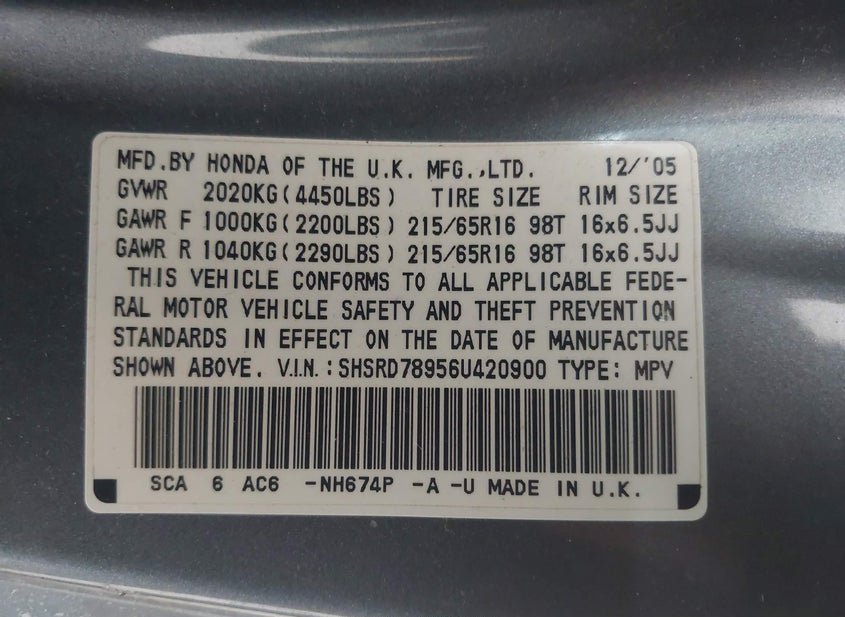 MFD.BY HONDA OF THE U.K. MFG.,LTD. 12/'05
GVWR 2020KG(4450LBS) TIRE SIZE RIM SIZE
GAWR F 1000KG(2200LBS) 215/65R16 98T 16x6.5JJ
GAWR R 1040KG(2290LBS) 215/65R16 98T 16x6.5JJ
THIS VEHICLE CONFORMS TO ALL APPLICABLE FEDE-
RAL MOTOR VEHICLE SAFETY AND THEFT PREVENTION
STANDARDS IN EFFECT ON THE DATE OF MANUFACTURE
SHOWN ABOVE. V.I.N.:SHSRD78956U420900 TYPE: MPV
SCA 6 AC6 -NH674P -A -U MADE IN U.K.